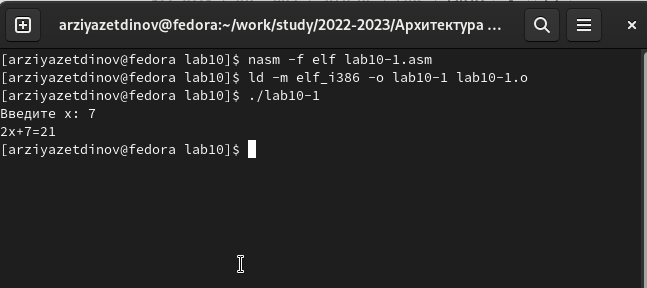 arziyazetdinov@fedora:~/work/study/2022-2023/Архитектура ...
[arziyazetdinov@fedora lab10]$ nasm -f elf lab10-1.asm
[arziyazetdinov@fedora lab10]$ ld -m elf_i386 -o lab10-1 lab10-1.o
[arziyazetdinov@fedora lab10]$ ./lab10-1
Введите x: 7
2x+7=21
[arziyazetdinov@fedora lab10]$